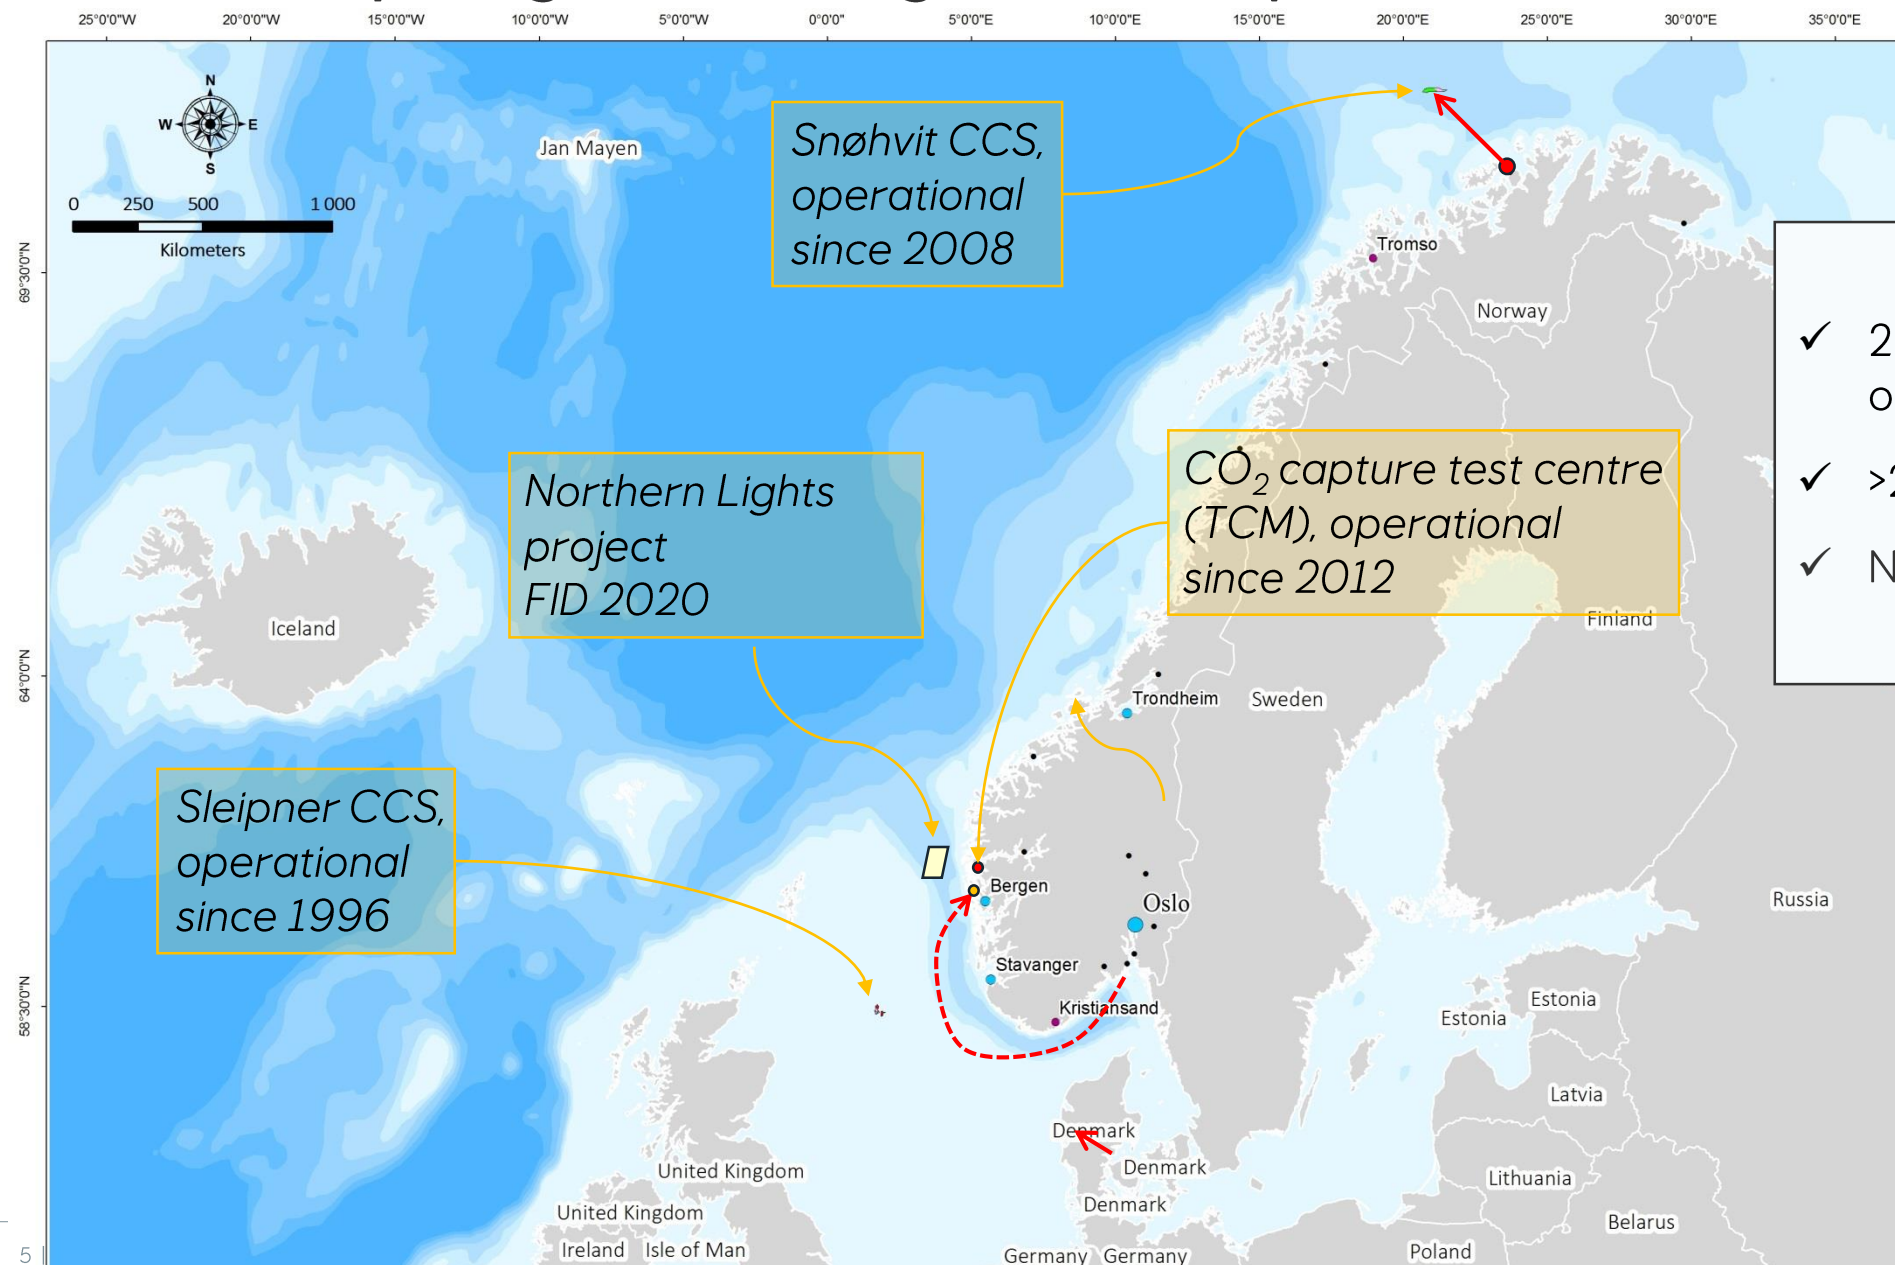 25°0'0"W 20°0'0"W 15°0'0"W 10°0'0"W 5°0'0"W 0°0'0" 5°0'0"E 10°0'0"E 15°0'0"E 20°0'0"E 25°0'0"E 30°0'0"E 35°0'0"E
N
W E
S
0 250 500 1 000
Kilometers
69°30'0"N
64°0'0"N
58°30'0"N
Jan Mayen
Snøhvit CCS,
operational
since 2008
Tromso
Norway
2
o
>2
N
Northern Lights
project
FID 2020
CO₂ capture test centre
(TCM), operational
since 2012
Iceland
Finland
Trondheim
Sweden
Sleipner CCS,
operational
since 1996
Bergen
Oslo
Russia
Stavanger
Kristiansand
Estonia
Estonia
Latvia
Denmark
Denmark
Denmark
Lithuania
Belarus
United Kingdom
United Kingdom
Ireland Isle of Man
Germany Germany
Poland
5